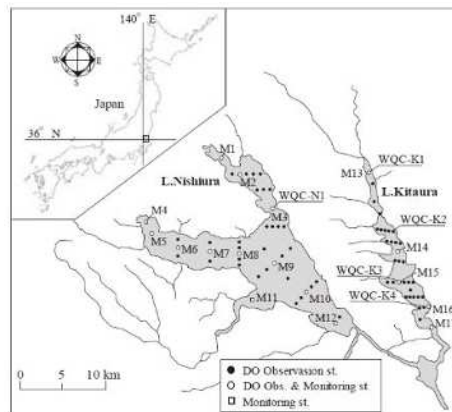 140° E
N
W E
S
Japan
36° N
M1
M2
L.Nishiura
WQC-N1
M3
M4
M5
M6
M7
M8
M9
M10
M11
M12
M13
WQC-K1
L.Kitaura
WQC-K2
M14
WQC-K3
M15
WQC-K4
M16
DO Observasion st.
DO Obs. & Monitoring st
Monitoring st.
0 5 10 km